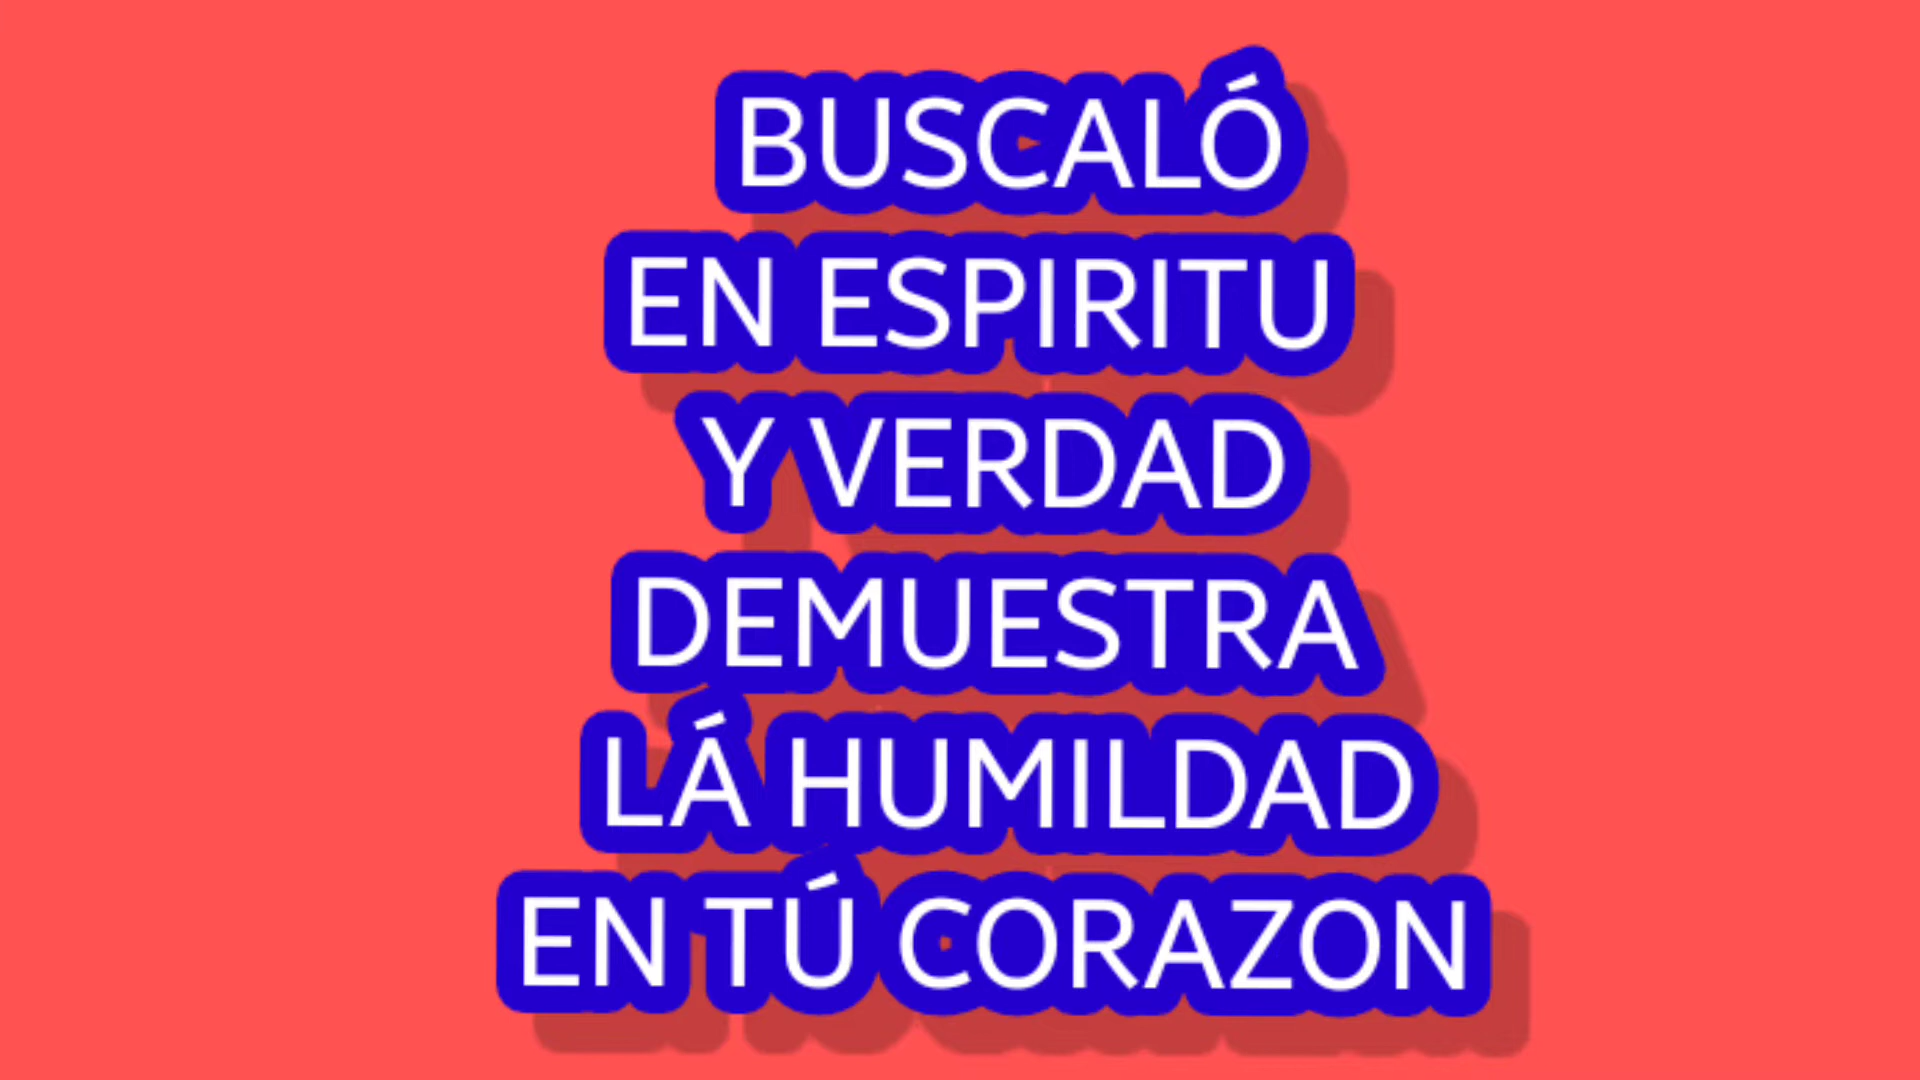 BUSCALÓ
EN ESPIRITU
Y VERDAD
DEMUESTRA
LÁ HUMILDAD
EN TÚ CORAZON